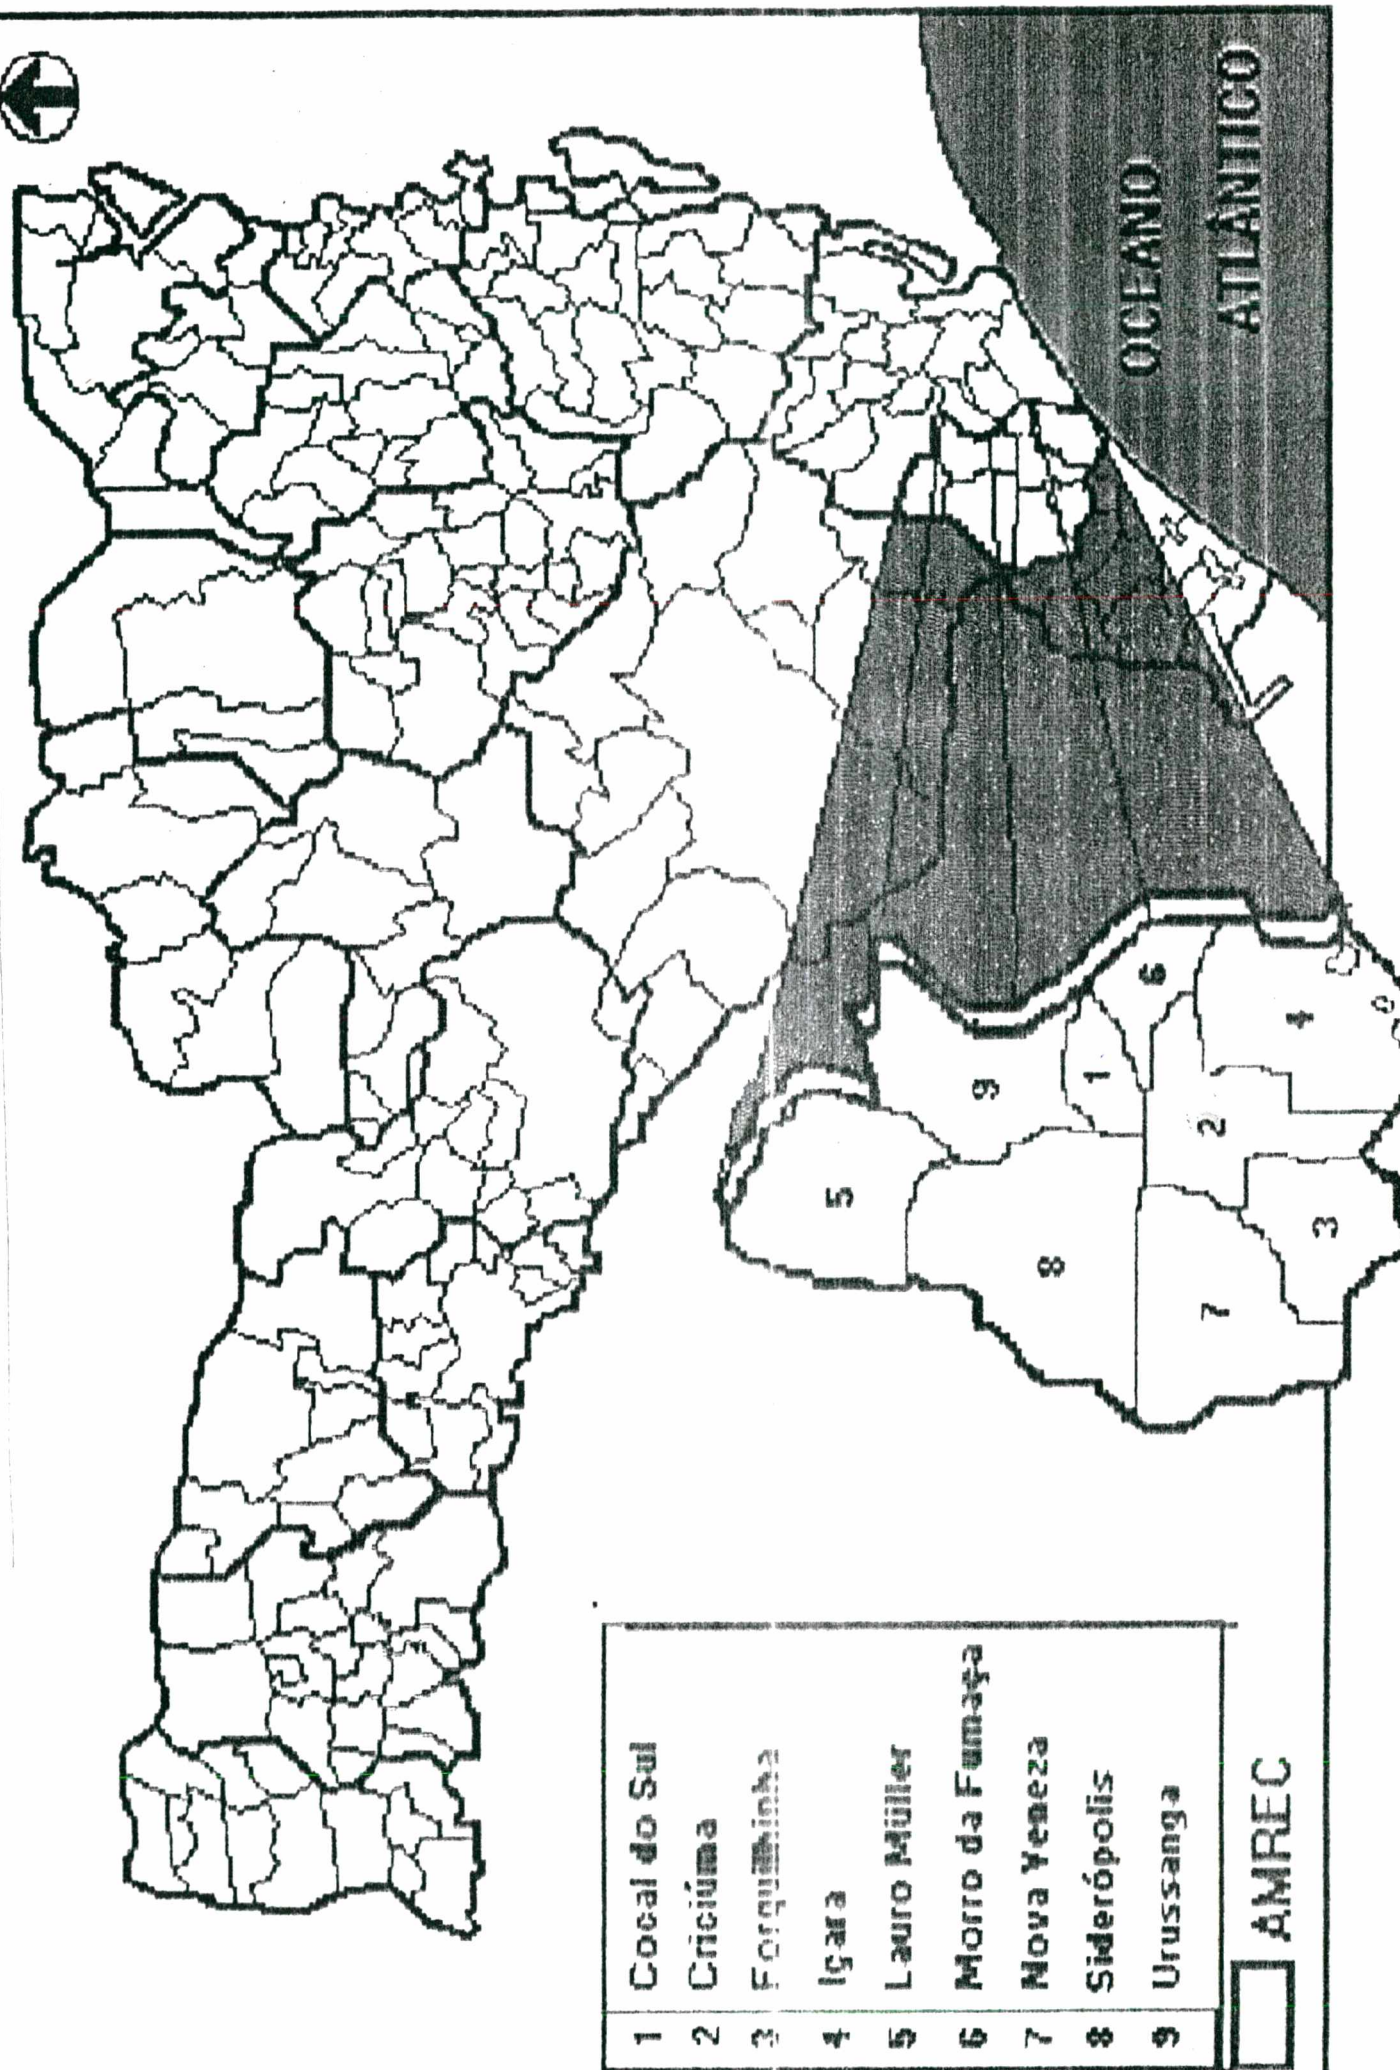 OCEANO
ATLÂNTICO
5
9
1
6
8
2
4
7
3
1 Cocal do Sul
2 Criciúma
3 Forquilhinha
4 Içara
5 Lauro Müller
6 Morro da Fumaça
7 Nova Veneza
8 Siderópolis
9 Urussanga
AMREC